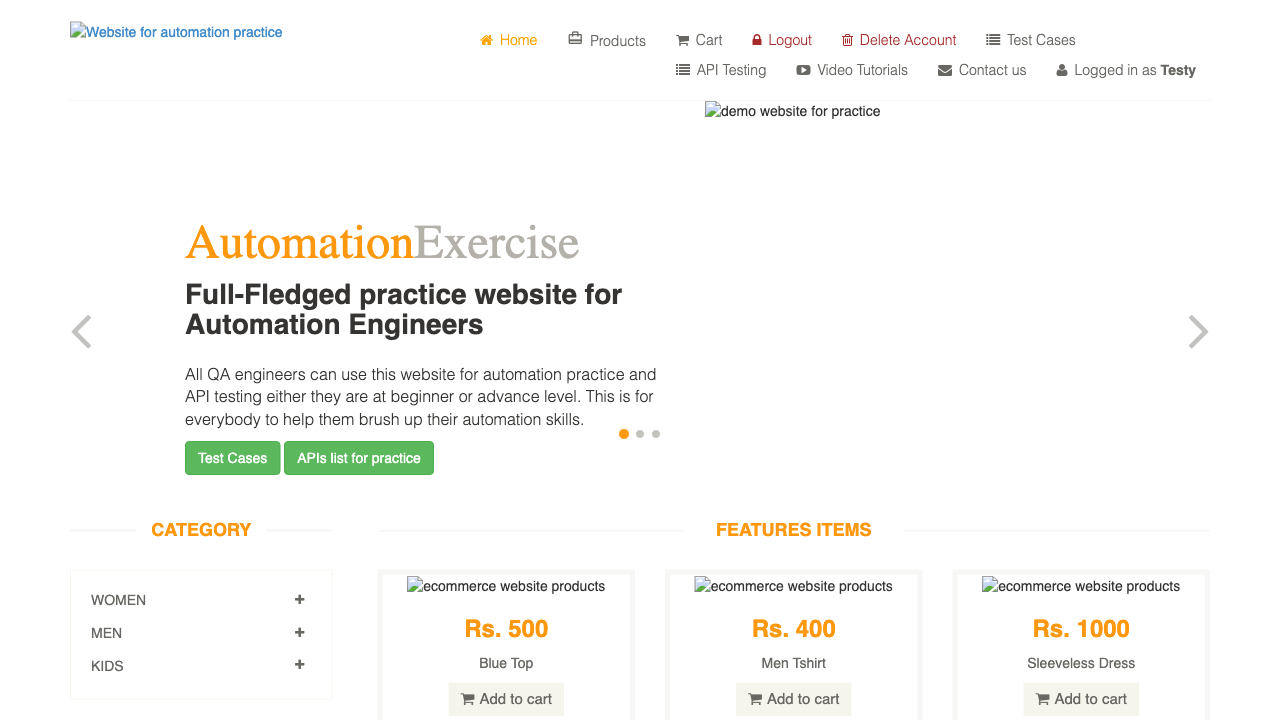 Website for automation practice
Home Products Cart Logout Delete Account Test Cases
API Testing Video Tutorials Contact us Logged in as Testy
demo website for practice
AutomationExercise
Full-Fledged practice website for
Automation Engineers
All QA engineers can use this website for automation practice and
API testing either they are at beginner or advance level. This is for
everybody to help them brush up their automation skills.
Test Cases APIs list for practice
CATEGORY
WOMEN
MEN
KIDS
FEATURES ITEMS
ecommerce website products
Rs. 500
Blue Top
Add to cart
ecommerce website products
Rs. 400
Men Tshirt
Add to cart
ecommerce website products
Rs. 1000
Sleeveless Dress
Add to cart